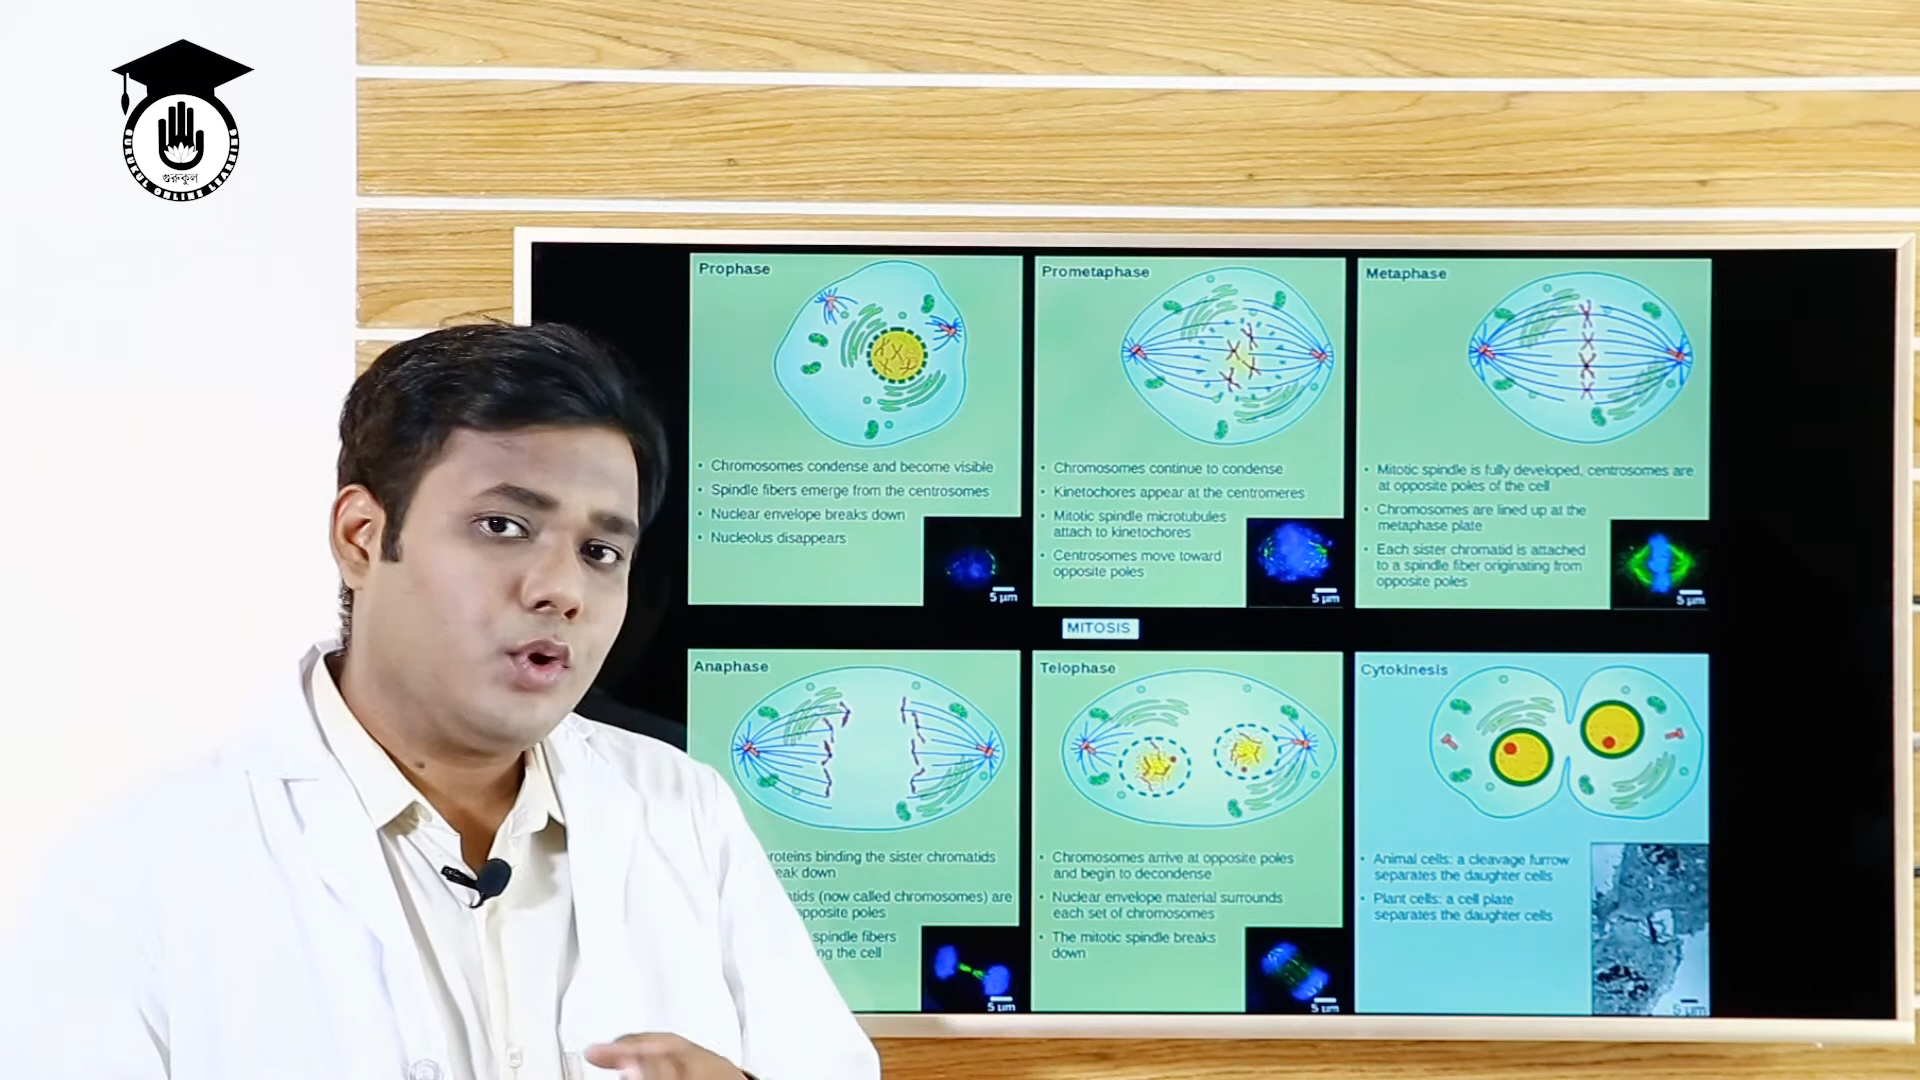 GURUKUL ONLINE LEARNING
গুরুকুল
Prophase
• Chromosomes condense and become visible
• Spindle fibers emerge from the centrosomes
• Nuclear envelope breaks down
• Nucleolus disappears
5 µm
Prometaphase
• Chromosomes continue to condense
• Kinetochores appear at the centromeres
• Mitotic spindle microtubules
attach to kinetochores
• Centrosomes move toward
opposite poles
5 µm
Metaphase
• Mitotic spindle is fully developed, centrosomes are
at opposite poles of the cell
• Chromosomes are lined up at the
metaphase plate
• Each sister chromatid is attached
to a spindle fiber originating from
opposite poles
5 µm
MITOSIS
Anaphase
binding the sister chromatids
down
(now called chromosomes) are
opposite poles
spindle fibers
the cell
5 µm
Telophase
• Chromosomes arrive at opposite poles
and begin to decondense
• Nuclear envelope material surrounds
each set of chromosomes
• The mitotic spindle breaks
down
5 µm
Cytokinesis
• Animal cells: a cleavage furrow
separates the daughter cells
• Plant cells: a cell plate
separates the daughter cells
5 µm